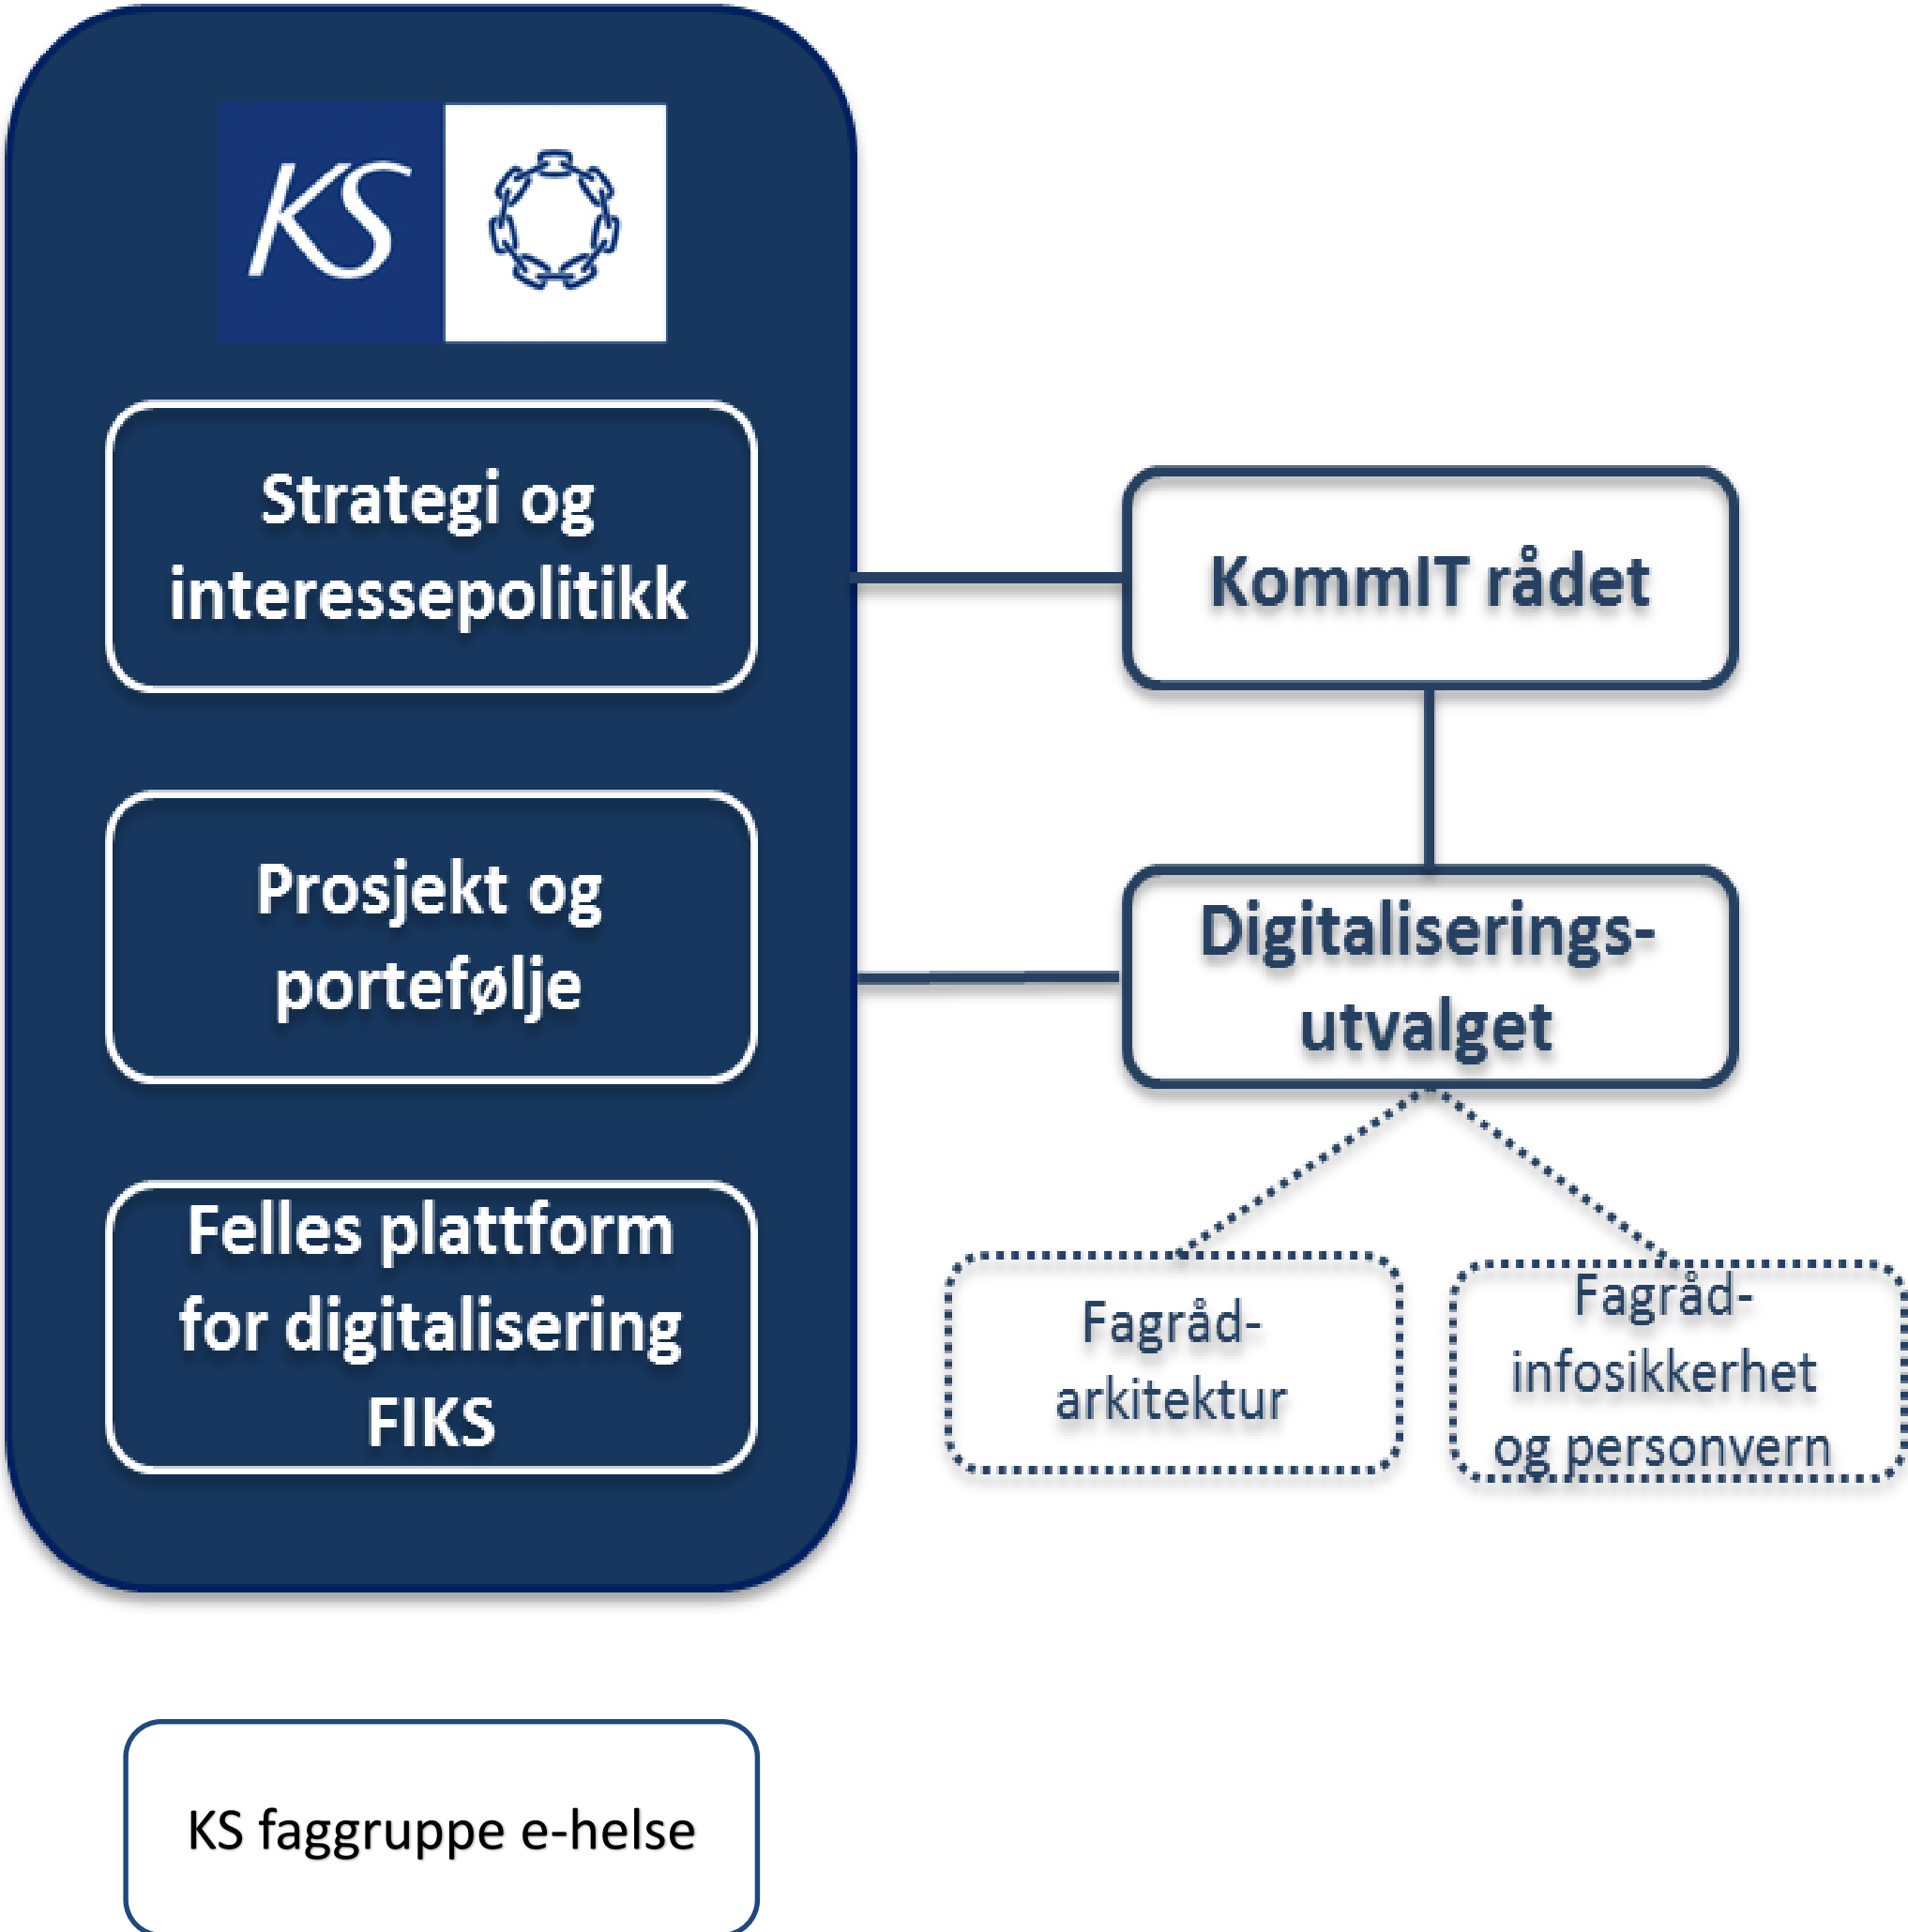 KS
Strategi og
interessepolitikk
KommIT rådet
Prosjekt og
portefølje
Digitaliserings-
utvalget
Felles plattform
for digitalisering
FIKS
Fagråd-
arkitektur
Fagråd-
infosikkerhet
og personvern
KS faggruppe e-helse